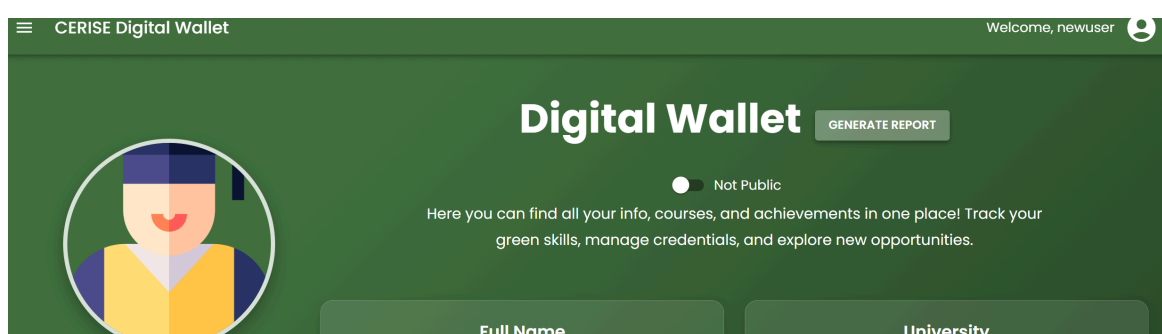 CERISE Digital Wallet
Welcome, newuser
Digital Wallet
GENERATE REPORT
Not Public
Here you can find all your info, courses, and achievements in one place! Track your
green skills, manage credentials, and explore new opportunities.
Full Name
University